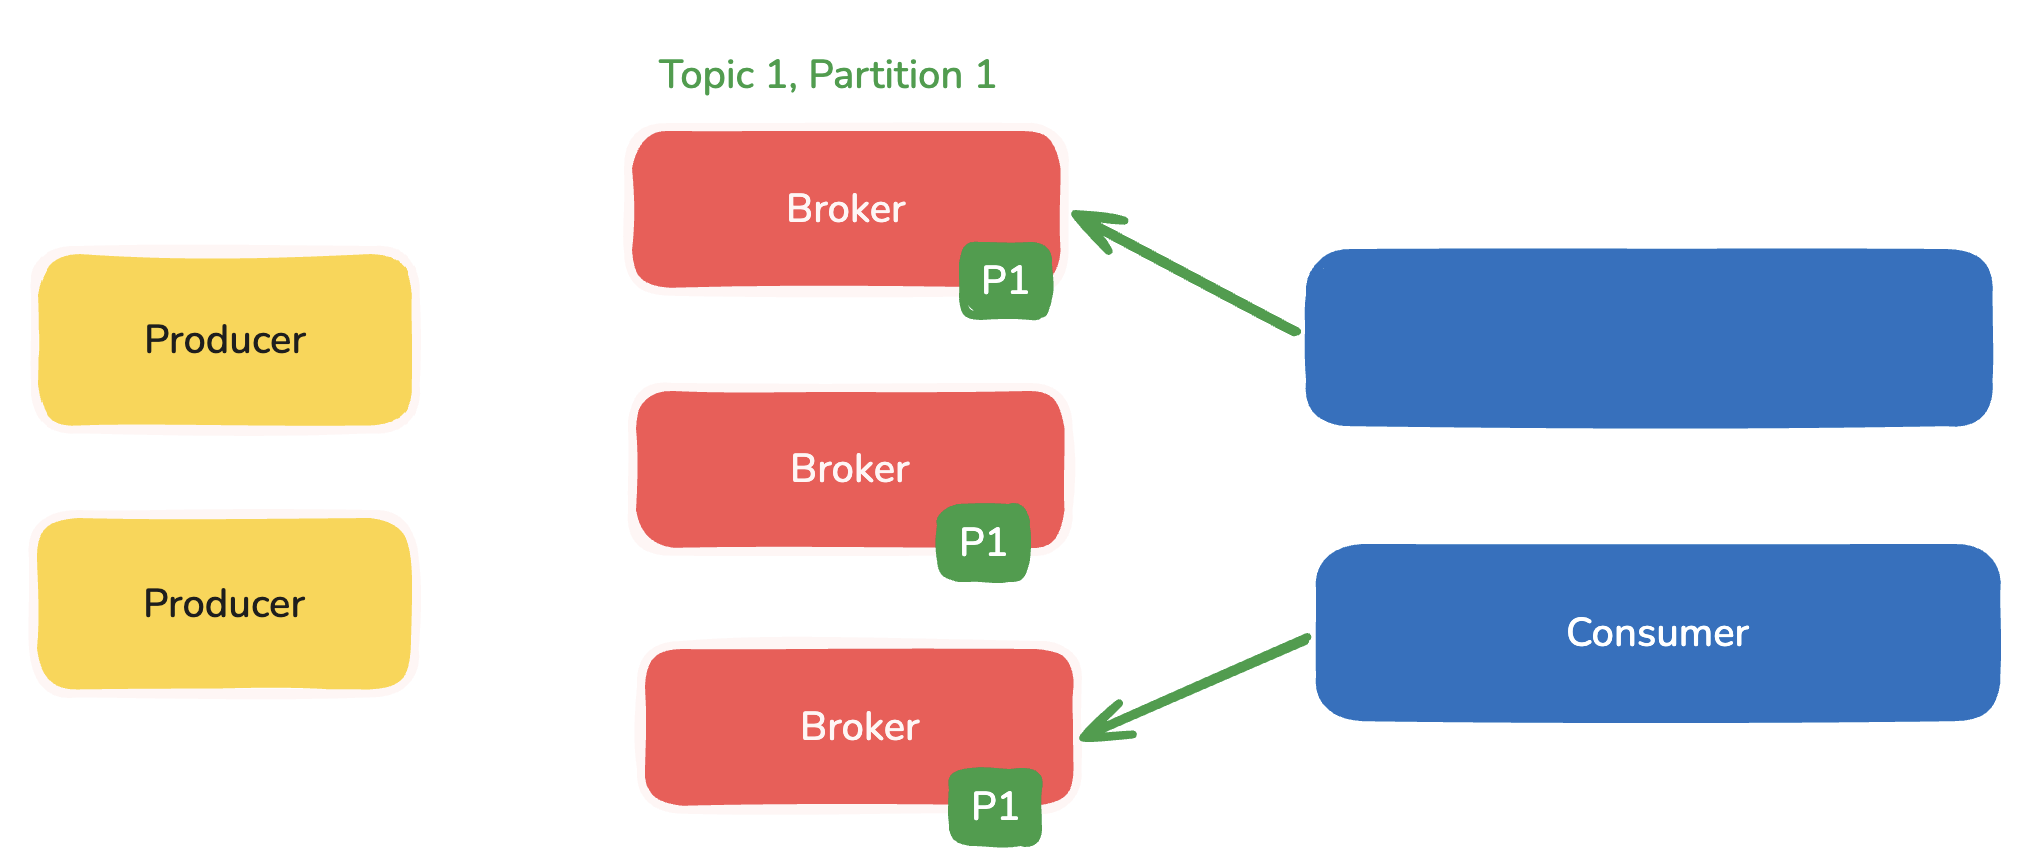 Topic 1, Partition 1
Broker
P1
Producer
Broker
P1
Producer
Consumer
Broker
P1